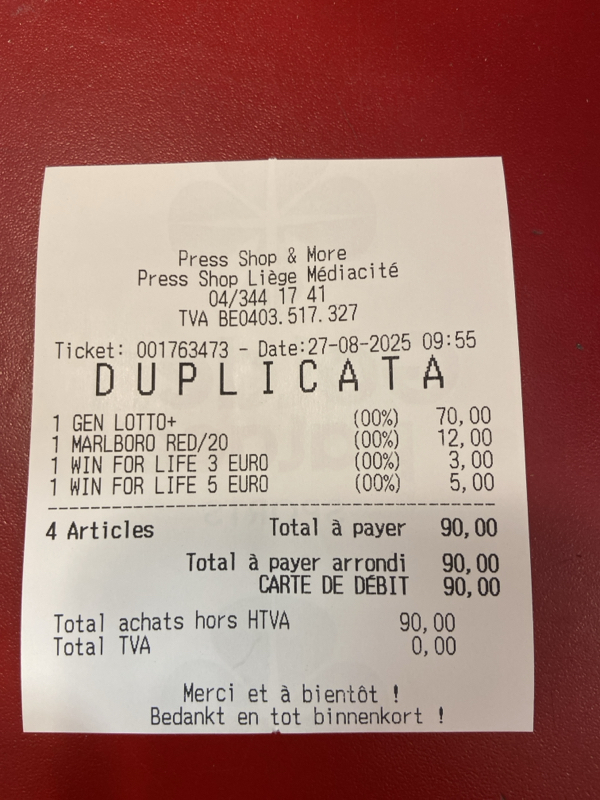 Press Shop & More
Press Shop Liège Médiacité
04/344 17 41
TVA BE0403.517.327
Ticket: 001763473 - Date:27-08-2025 09:55
DUPLICATA
1 GEN LOTTO+ (00%) 70,00
1 MARLBORO RED/20 (00%) 12,00
1 WIN FOR LIFE 3 EURO (00%) 3,00
1 WIN FOR LIFE 5 EURO (00%) 5,00
4 Articles Total à payer 90,00
Total à payer arrondi 90,00
CARTE DE DÉBIT 90,00
Total achats hors HTVA 90,00
Total TVA 0,00
Merci et à bientôt !
Bedankt en tot binnenkort !